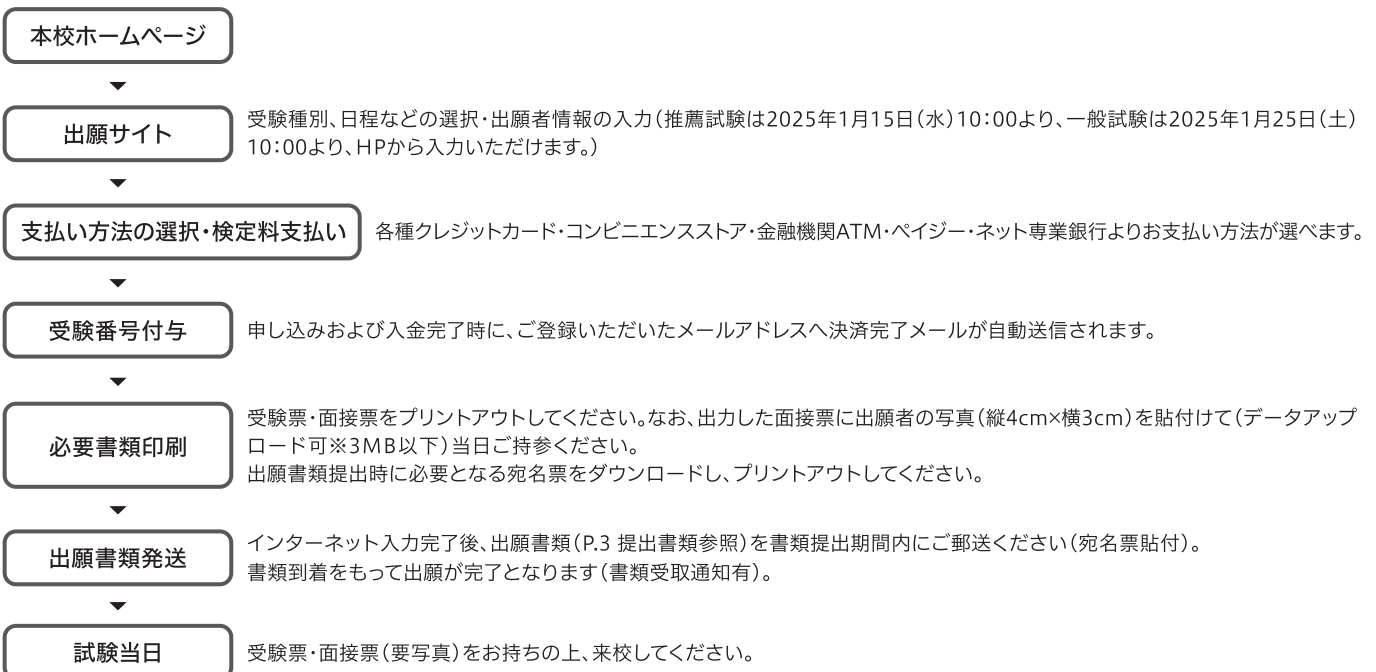 本校ホームページ
出願サイト
受験種別、日程などの選択・出願者情報の入力（推薦試験は2025年1月15日（水）10：00より、一般試験は2025年1月25日（土）
10：00より、HPから入力いただけます。）
支払い方法の選択・検定料支払い
各種クレジットカード・コンビニエンスストア・金融機関ATM・ペイジー・ネット専業銀行よりお支払い方法が選べます。
受験番号付与
申し込みおよび入金完了時に、ご登録いただいたメールアドレスへ決済完了メールが自動送信されます。
必要書類印刷
受験票・面接票をプリントアウトしてください。なお、出力した面接票に出願者の写真（縦4cm×横3cm）を貼付けて（データアップ
ロード可※3MB以下）当日ご持参ください。
出願書類提出時に必要となる宛名票をダウンロードし、プリントアウトしてください。
出願書類発送
インターネット入力完了後、出願書類（P.3 提出書類参照）を書類提出期間内にご郵送ください（宛名票貼付）。
書類到着をもって出願が完了となります（書類受取通知有）。
試験当日
受験票・面接票（要写真）をお持ちの上、来校してください。